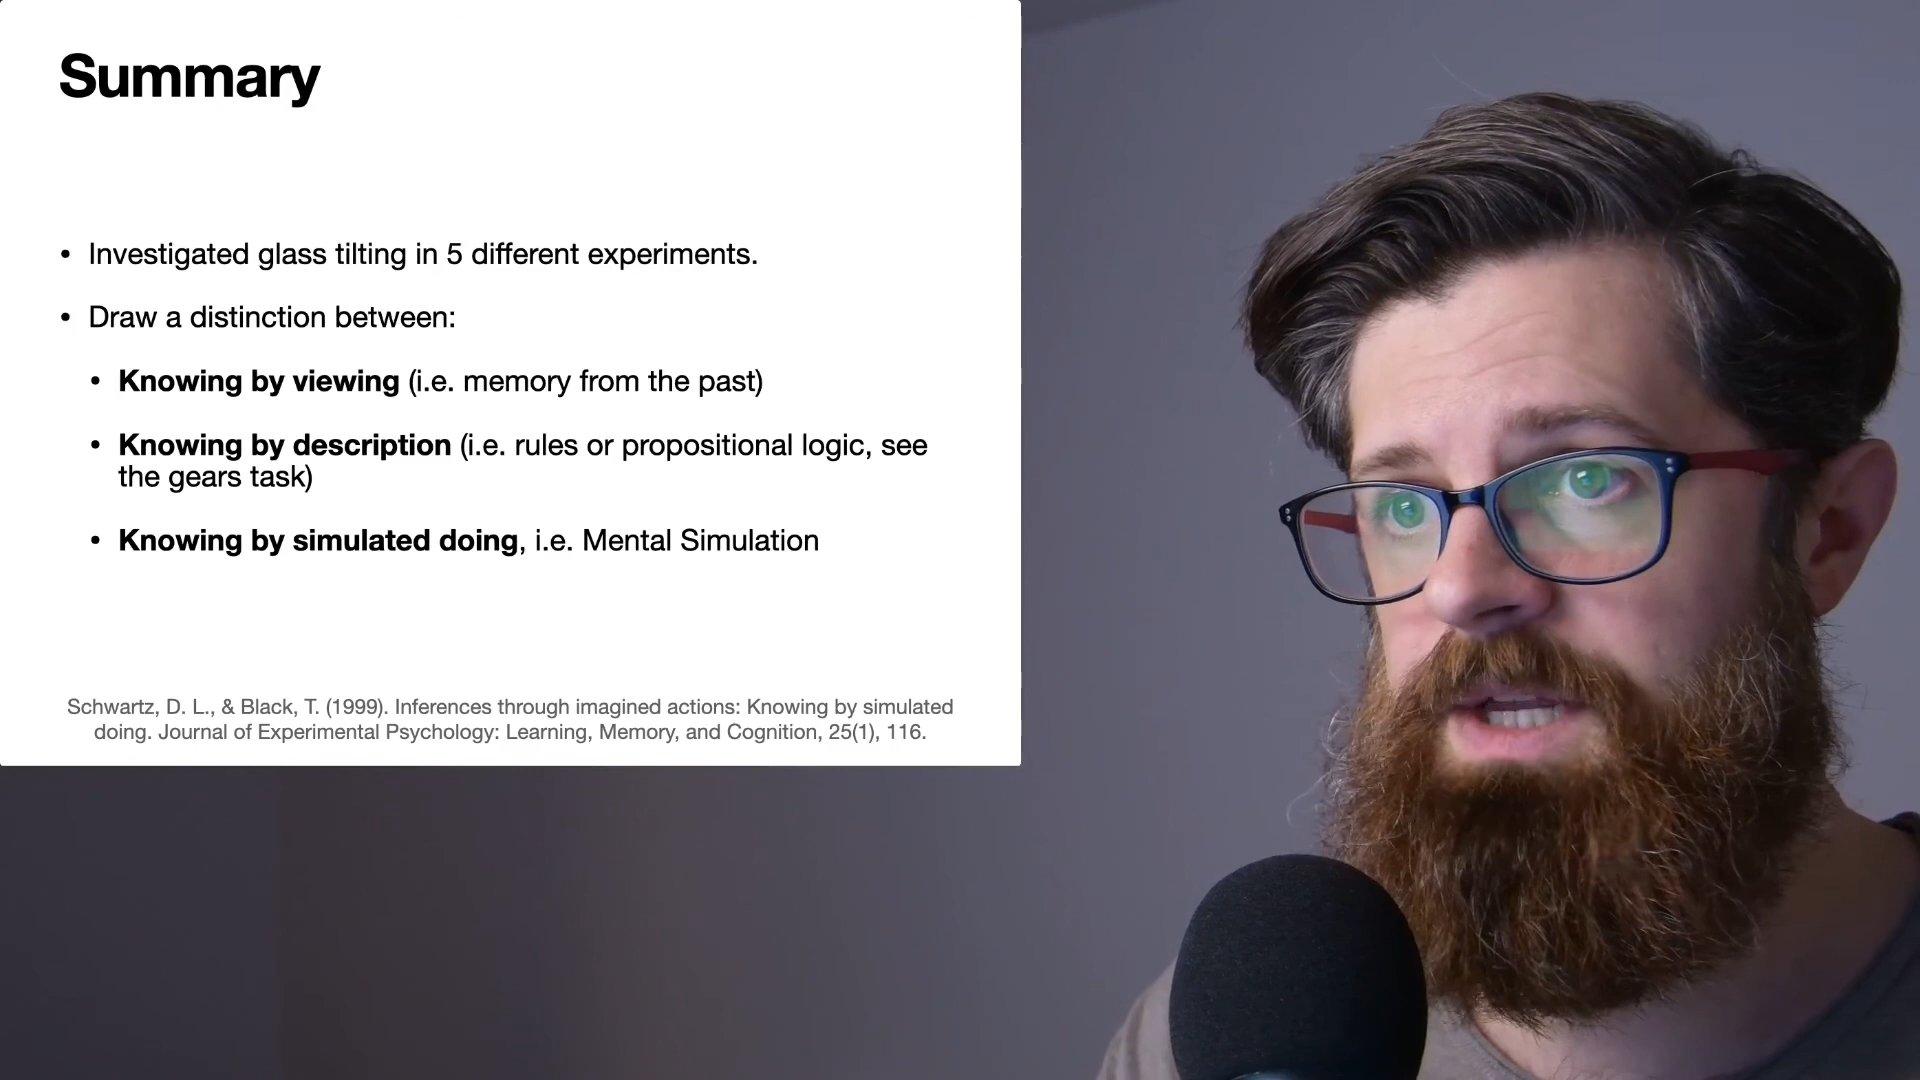 Summary
• Investigated glass tilting in 5 different experiments.
• Draw a distinction between:
• Knowing by viewing (i.e. memory from the past)
• Knowing by description (i.e. rules or propositional logic, see
the gears task)
• Knowing by simulated doing, i.e. Mental Simulation
Schwartz, D. L., & Black, T. (1999). Inferences through imagined actions: Knowing by simulated
doing. Journal of Experimental Psychology: Learning, Memory, and Cognition, 25(1), 116.